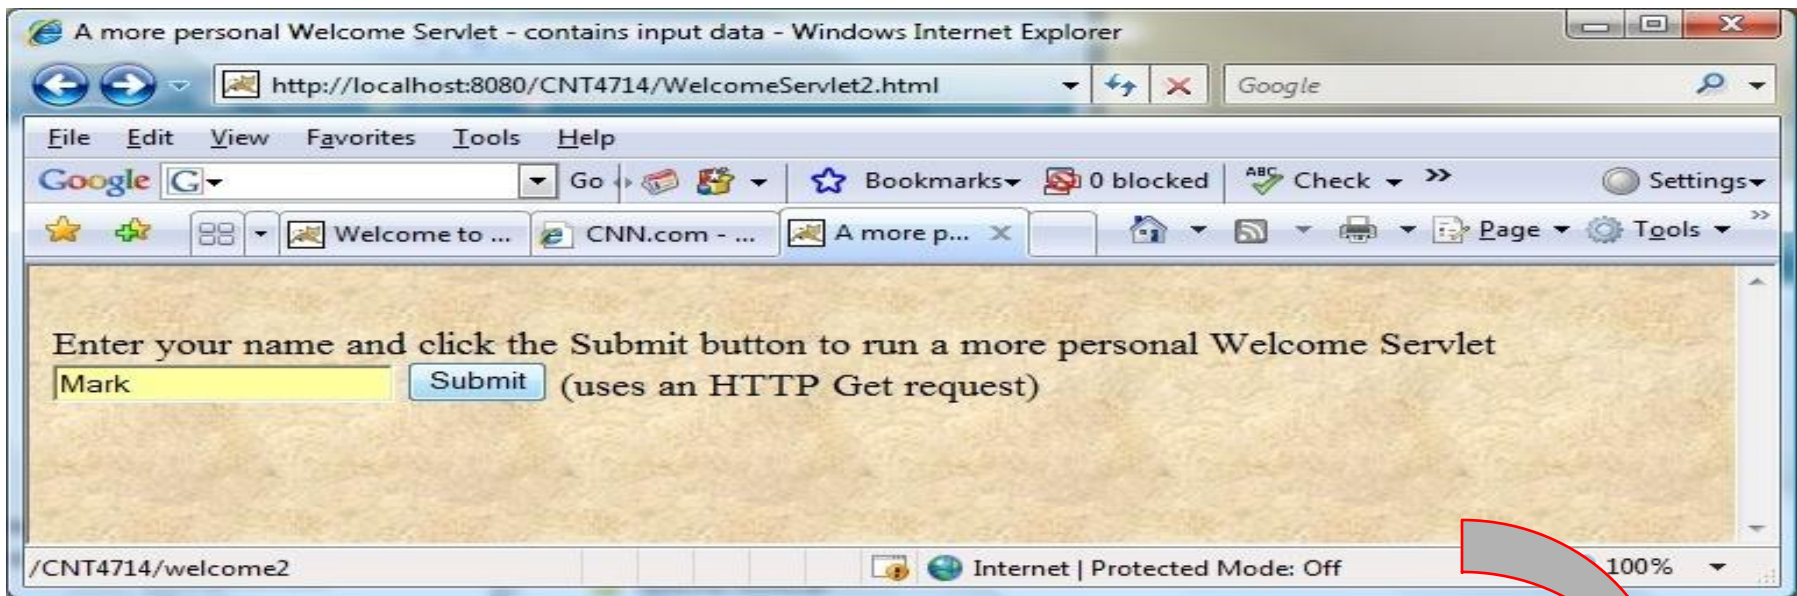 A more personal Welcome Servlet - contains input data - Windows Internet Explorer
http://localhost:8080/CNT4714/WelcomeServlet2.html Google
File Edit View Favorites Tools Help
Google G Go Bookmarks 0 blocked ABC Check >> Settings
Welcome to ... CNN.com - ... A more p... Page Tools >>
Enter your name and click the Submit button to run a more personal Welcome Servlet
Mark Submit (uses an HTTP Get request)
/CNT4714/welcome2 Internet | Protected Mode: Off 100%